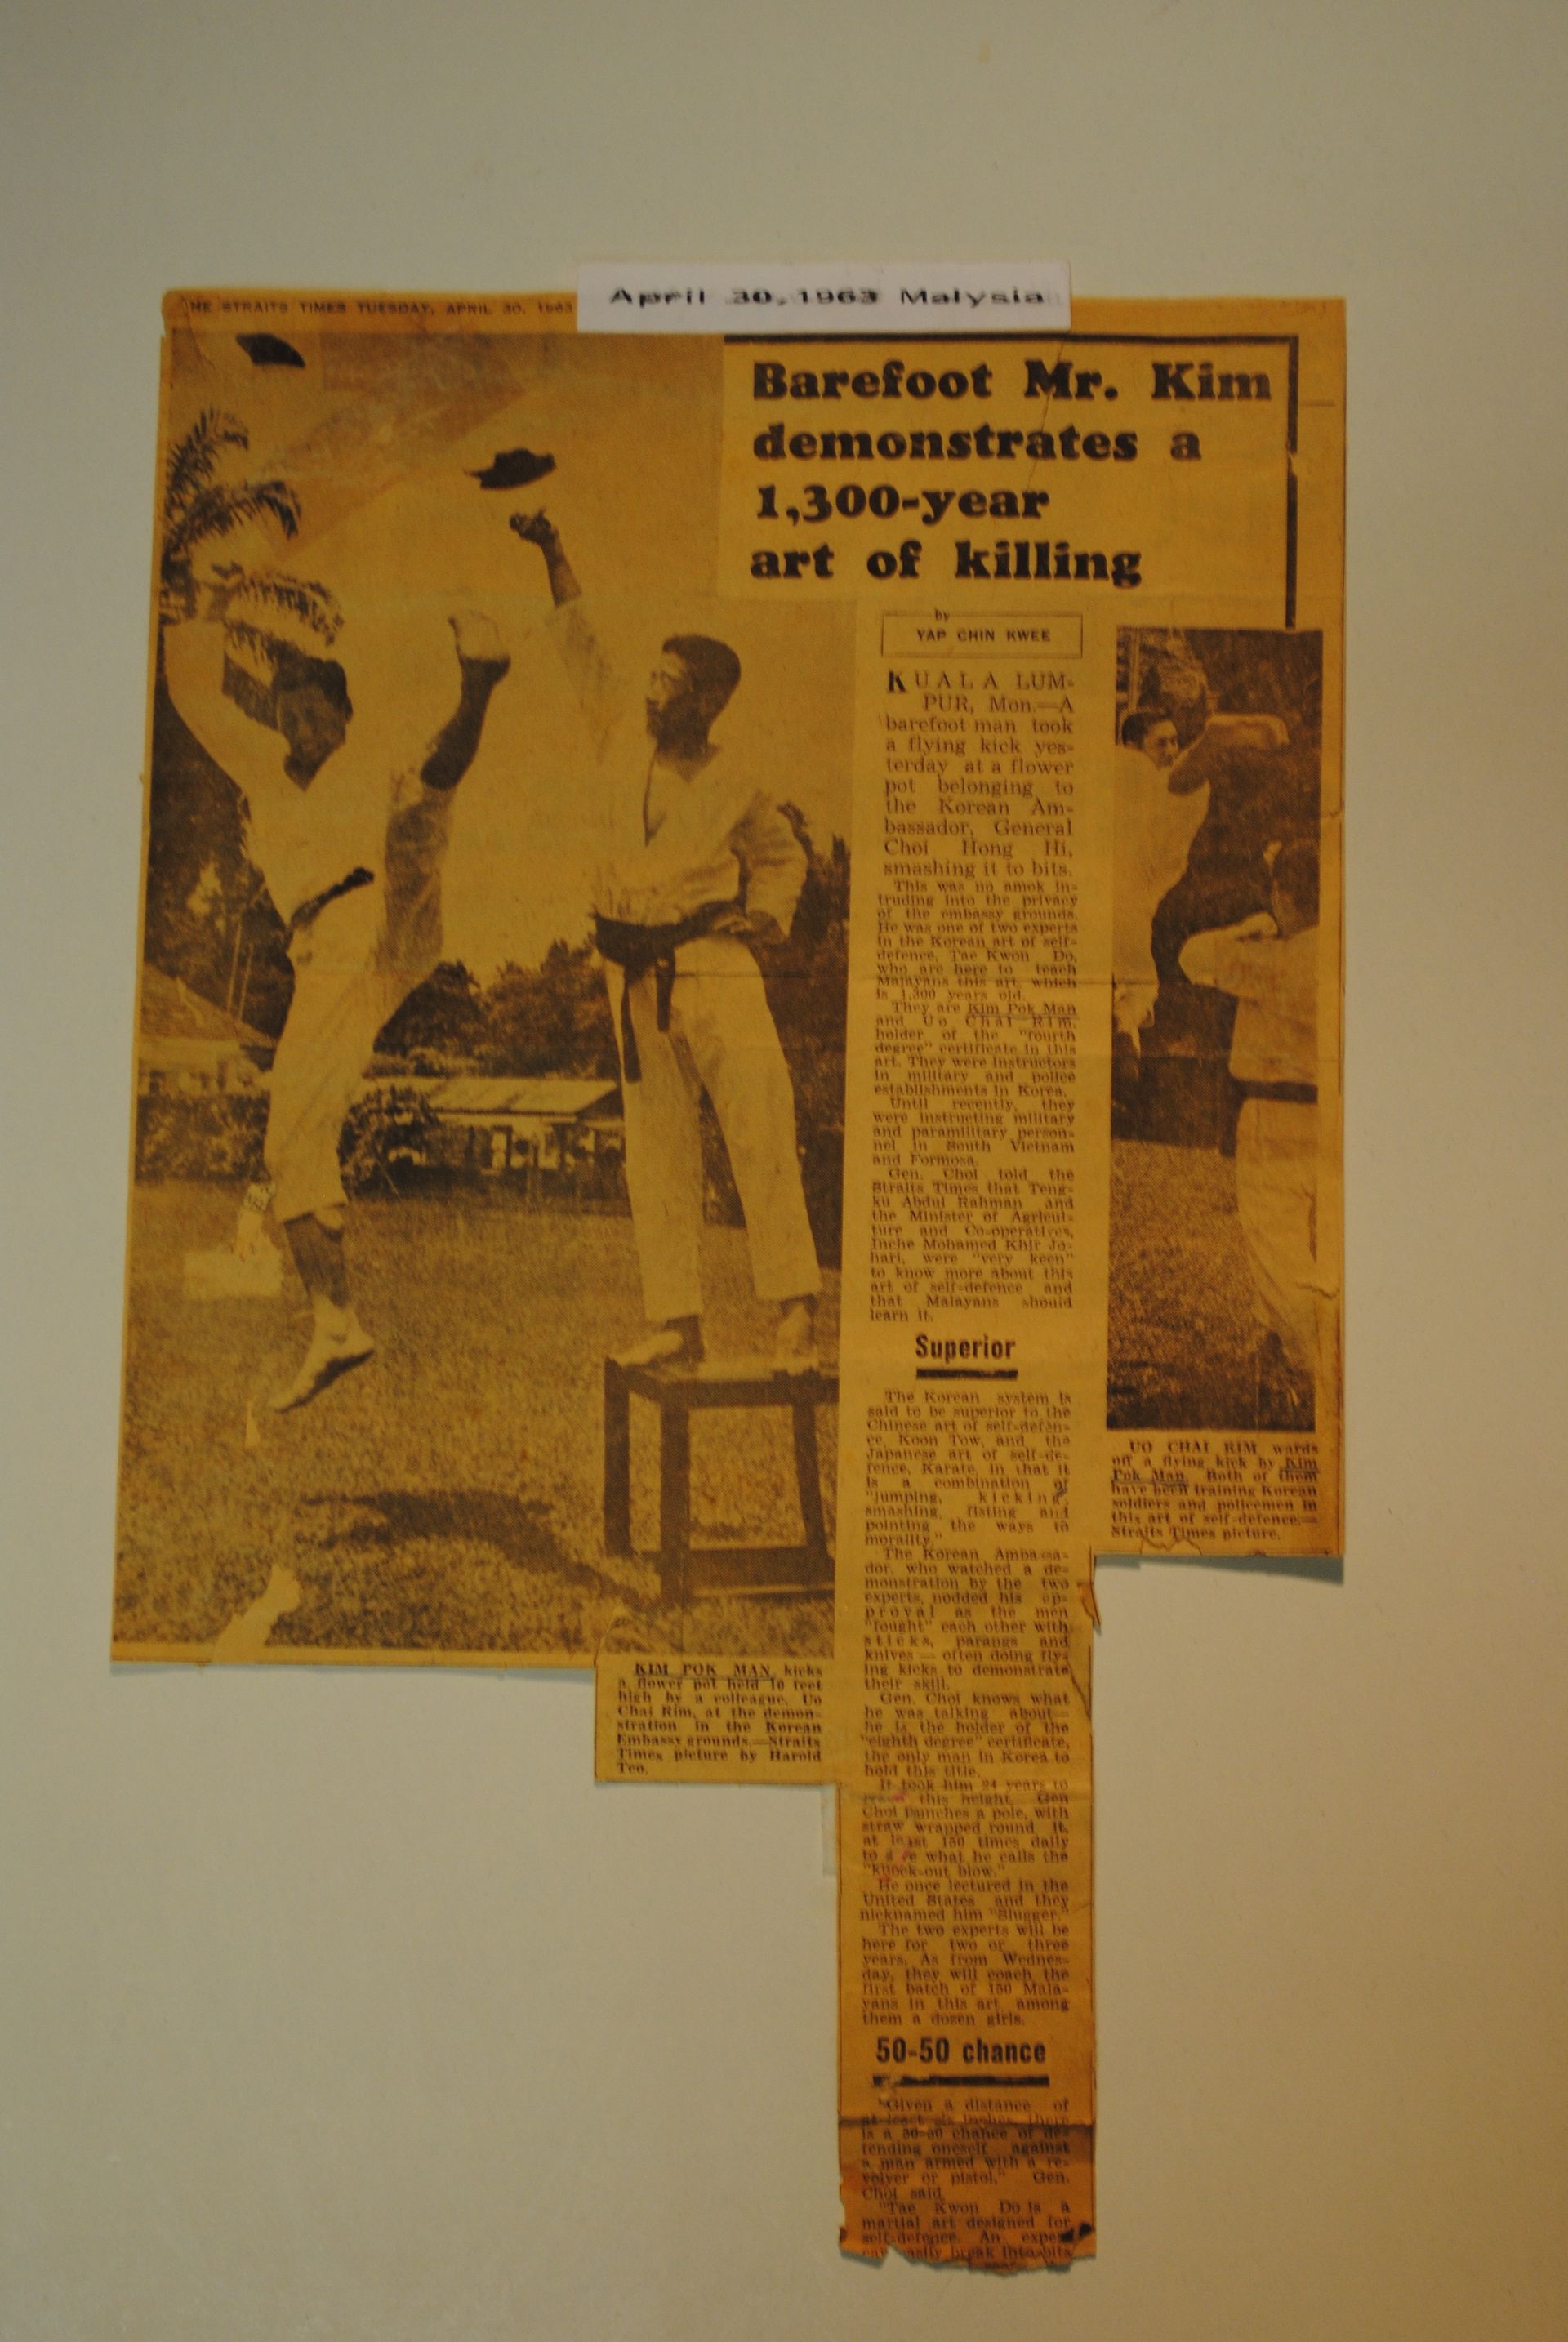 April 30,1963 Malysia
HE STRAITS TIMES TUESDAY, APRIL 30, 1963
Barefoot Mr. Kim
demonstrates a
1,300-year
art of killing
by
YAP CHIN KWEE
KUALA LUM-
PUR, Mon.—A
barefoot man took
a flying kick yes-
terday at a flower
pot belonging to
the Korean Am-
bassador, General
Choi Hong Hi,
smashing it to bits.
This was no amok in-
truding into the privacy
of the embassy grounds.
He was one of two experts
in the Korean art of self-
defence, Tae Kwon Do,
who are here to teach
Malayans this art, which
is 1,300 years old.
They are Kim Pok Man
and Uo Chai Rim,
holder of the "fourth
degree" certificate in this
art. They were instructors
in military and police
establishments in Korea.
Until recently, they
were instructing military
and paramilitary person-
nel in South Vietnam
and Formosa.
Gen. Choi told the
Straits Times that Teng-
ku Abdul Rahman and
the Minister of Agricul-
ture and Co-operatives,
Inche Mohamed Khir Jo-
hari, were "very keen"
to know more about this
art of self-defence and
that Malayans should
learn it.
Superior
The Korean system is
said to be superior to the
Chinese art of self-defen-
ce, Koon Tow, and the
Japanese art of self-de-
fence, Karate, in that it
is a combination of
"jumping, kicking,
smashing, fisting and
pointing the ways to
morality."
The Korean Ambassa-
dor, who watched a de-
monstration by the two
experts, nodded his ap-
proval as the men
"fought" each other with
sticks, parangs and
knives — often doing fly-
ing kicks to demonstrate
their skill.
Gen. Choi knows what
he was talking about—
he is the holder of the
"eighth degree" certificate,
the only man in Korea to
hold this title.
It took him 24 years to
this height. Gen
Choi punches a pole, with
straw wrapped round it,
at least 150 times daily
to what he calls the
"knock-out blow."
He once lectured in the
United States and they
nicknamed him "Slugger."
The two experts will be
here for two or three
years. As from Wednes-
day, they will coach the
first batch of 150 Mala-
yans in this art, among
them a dozen girls.
50-50 chance
"Given a distance of
at least six inches, there
is a 50-50 chance of de-
fending oneself against
a man armed with a re-
volver or pistol," Gen.
Choi said.
"Tae Kwon Do is a
martial art designed for
self-defence. An expert
easily break into bits
KIM POK MAN kicks
a flower pot held 10 feet
high by a colleague, Uo
Chai Rim, at the demon-
stration in the Korean
Embassy grounds.—Straits
Times picture by Harold
Teo.
UO CHAI RIM wards
off a flying kick by Kim
Pok Man. Both of them
have been training Korean
soldiers and policemen in
this art of self-defence.—
Straits Times picture.